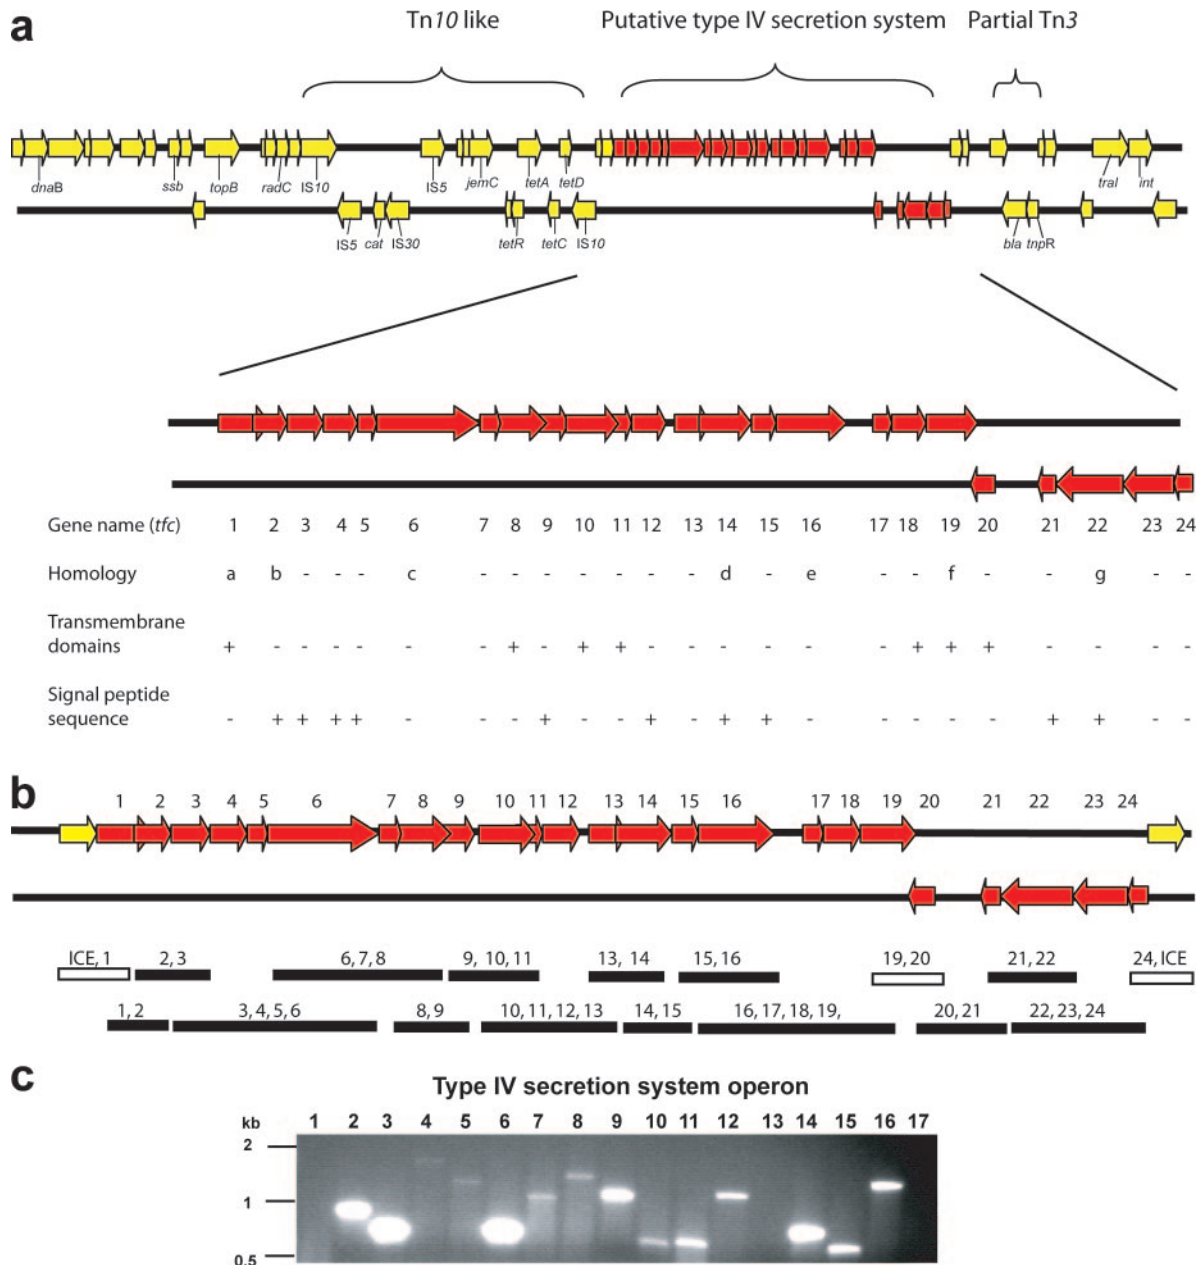 a
Tn10 like Putative type IV secretion system Partial Tn3
dnaB ssb topB radC IS10 IS5 jemC tetA tetD traI int
IS5 cat IS30 tetR tetC IS10 bla tnpR
Gene name (tfc) 1 2 3 4 5 6 7 8 9 10 11 12 13 14 15 16 17 18 19 20 21 22 23 24
Homology a b - - - c - - - - - - - d - e - - f - - g - -
Transmembrane
domains + - - - - - - + - + + - - - - - - + + + - - - -
Signal peptide
sequence - + + + + - - - + - - + - + + - - - - - + + - -
b
1 2 3 4 5 6 7 8 9 10 11 12 13 14 15 16 17 18 19 20 21 22 23 24
ICE, 1 2, 3 6, 7, 8 9, 10, 11 13, 14 15, 16 19, 20 21, 22 24, ICE
1, 2 3, 4, 5, 6 8, 9 10, 11, 12, 13 14, 15 16, 17, 18, 19, 20, 21 22, 23, 24
c
Type IV secretion system operon
kb 1 2 3 4 5 6 7 8 9 10 11 12 13 14 15 16 17
2
1
0.5